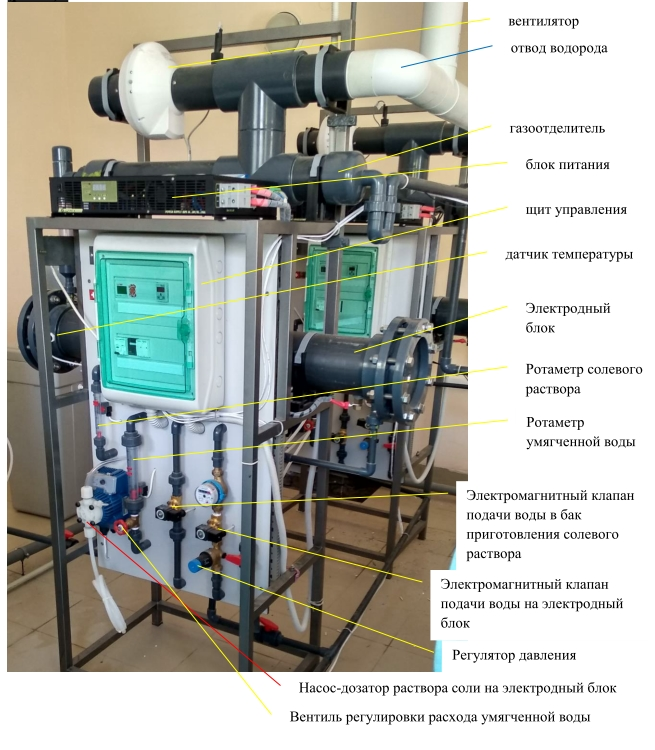 вентилятор
отвод водорода
газоотделитель
блок питания
щит управления
датчик температуры
Электродный
блок
Ротаметр солевого
раствора
Ротаметр
умягченной воды
Электромагнитный клапан
подачи воды в бак
приготовления солевого
раствора
Электромагнитный клапан
подачи воды на электродный
блок
Регулятор давления
Насос-дозатор раствора соли на электродный блок
Вентиль регулировки расхода умягченной воды